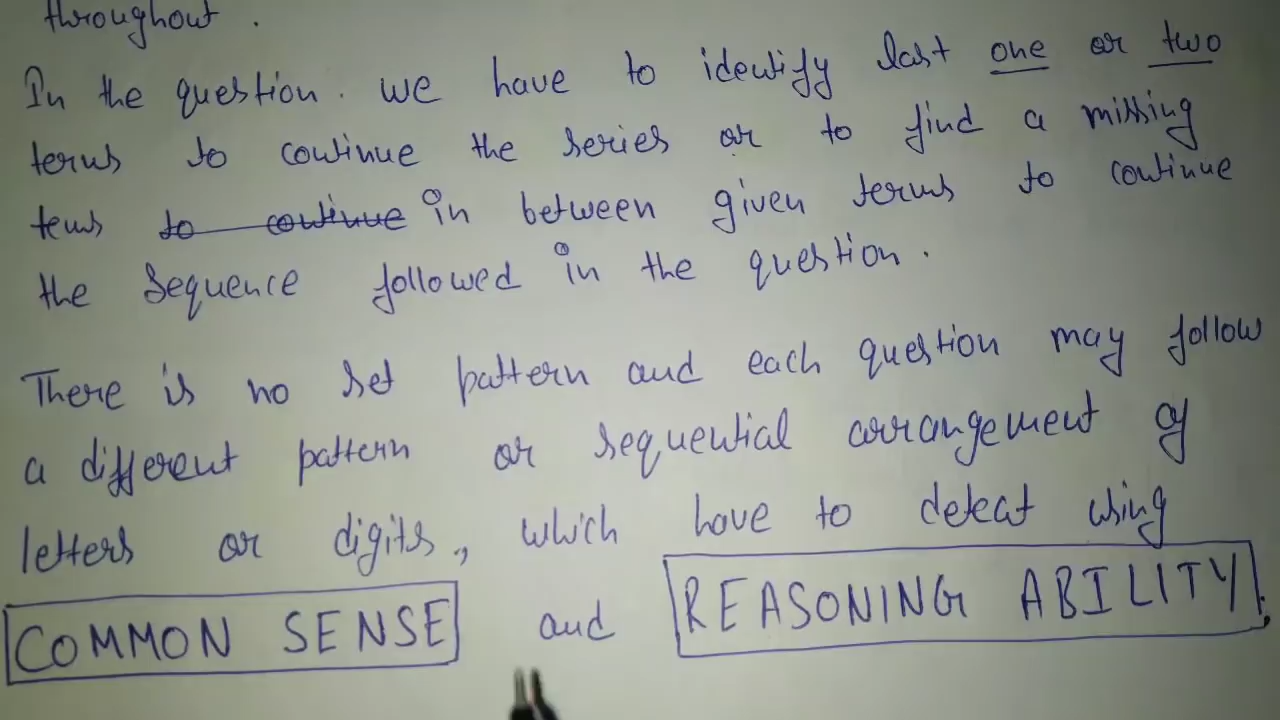 throughout.
In the question. we have to identify last one or two
terms to continue the series or to find a missing
tems to continue in between given terms to continue
the sequence followed in the question.
There is no set pattern and each question may follow
a different pattern or sequential arrangement of
letters or digits, which have to deteat using
COMMON SENSE and REASONING ABILITY.